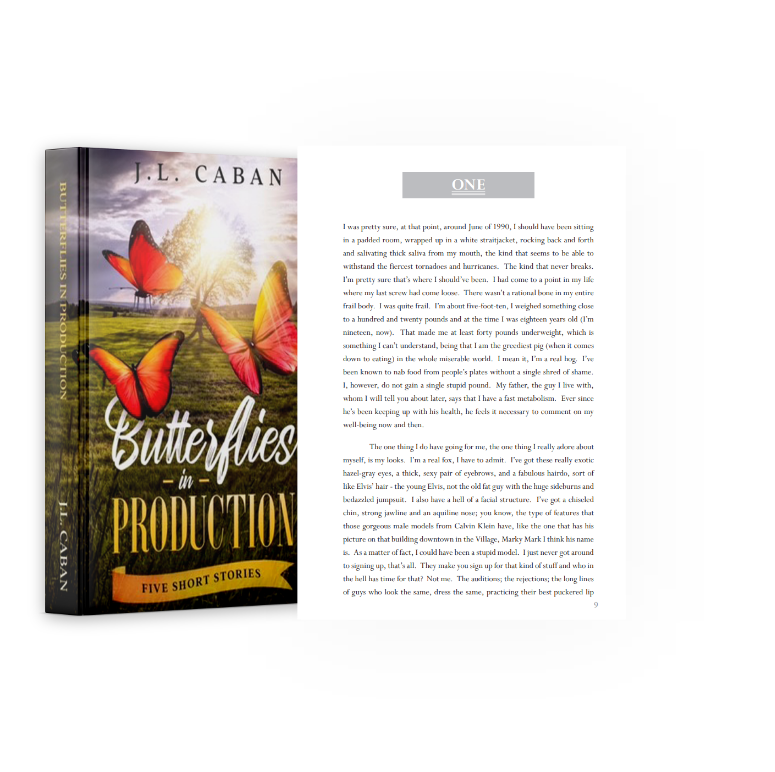 BUTTERFLIES IN PRODUCTION
J.L. CABAN
J.L. CABAN
Butterflies
- in -
PRODUCTION
FIVE SHORT STORIES
ONE
I was pretty sure, at that point, around June of 1990, I should have been sitting
in a padded room, wrapped up in a white straitjacket, rocking back and forth
and salivating thick saliva from my mouth, the kind that seems to be able to
withstand the fiercest tornadoes and hurricanes. The kind that never breaks.
I'm pretty sure that's where I should've been. I had come to a point in my life
where my last screw had come loose. There wasn't a rational bone in my entire
frail body. I was quite frail. I'm about five-foot-ten, I weighed something close
to a hundred and twenty pounds and at the time I was eighteen years old (I'm
nineteen, now). That made me at least forty pounds underweight, which is
something I can't understand, being that I am the greediest pig (when it comes
down to eating) in the whole miserable world. I mean it, I'm a real hog. I've
been known to nab food from people's plates without a single shred of shame.
I, however, do not gain a single stupid pound. My father, the guy I live with,
whom I will tell you about later, says that I have a fast metabolism. Ever since
he's been keeping up with his health, he feels it necessary to comment on my
well-being now and then.
The one thing I do have going for me, the one thing I really adore about
myself, is my looks. I'm a real fox, I have to admit. I've got these really exotic
hazel-gray eyes, a thick, sexy pair of eyebrows, and a fabulous hairdo, sort of
like Elvis' hair - the young Elvis, not the old fat guy with the huge sideburns and
bedazzled jumpsuit. I also have a hell of a facial structure. I've got a chiseled
chin, strong jawline and an aquiline nose; you know, the type of features that
those gorgeous male models from Calvin Klein have, like the one that has his
picture on that building downtown in the Village, Marky Mark I think his name
is. As a matter of fact, I could have been a stupid model. I just never got around
to signing up, that's all. They make you sign up for that kind of stuff and who in
the hell has time for that? Not me. The auditions; the rejections; the long lines
of guys who look the same, dress the same, practicing their best puckered lip
9